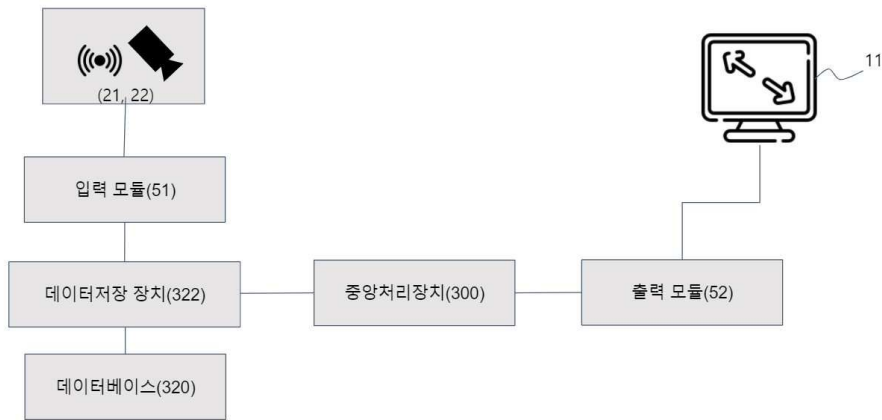 (21, 22)
11
입력 모듈(51)
데이터저장 장치(322)
중앙처리장치(300)
출력 모듈(52)
데이터베이스(320)